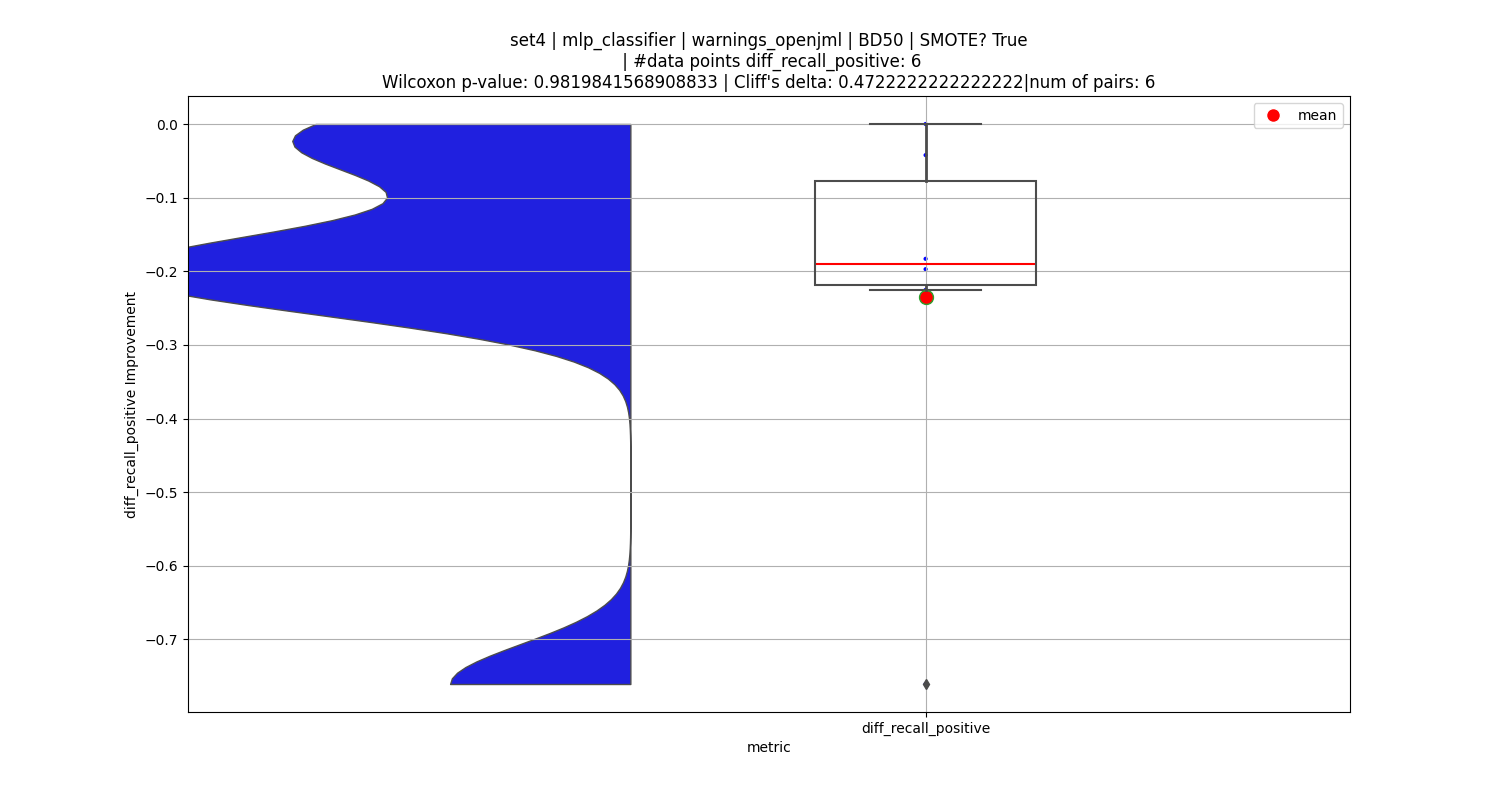 set4 | mlp_classifier | warnings_openjml | BD50 | SMOTE? True
| #data points diff_recall_positive: 6
Wilcoxon p-value: 0.9819841568908833 | Cliff's delta: 0.4722222222222222|num of pairs: 6
mean
0.0
−0.1
−0.2
−0.3
−0.4
−0.5
−0.6
−0.7
diff_recall_positive Improvement
diff_recall_positive
metric